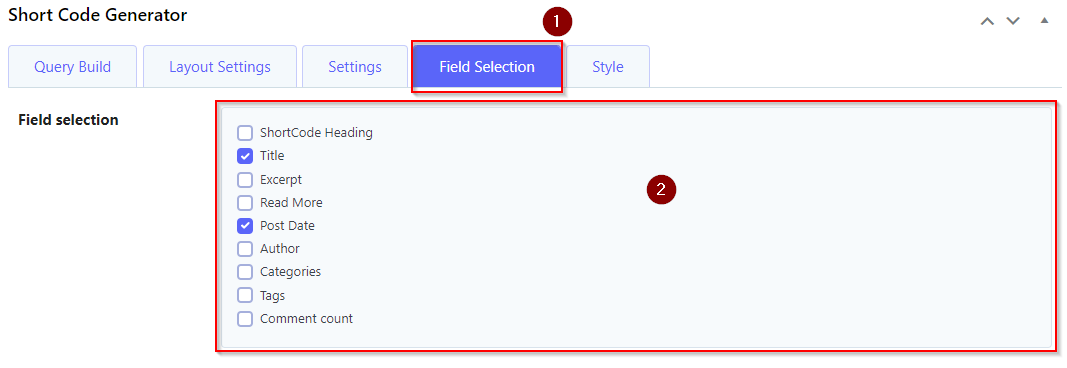 Short Code Generator
1
Query Build
Layout Settings
Settings
Field Selection
Style
Field selection
ShortCode Heading
Title
Excerpt
Read More
Post Date
Author
Categories
Tags
Comment count
2